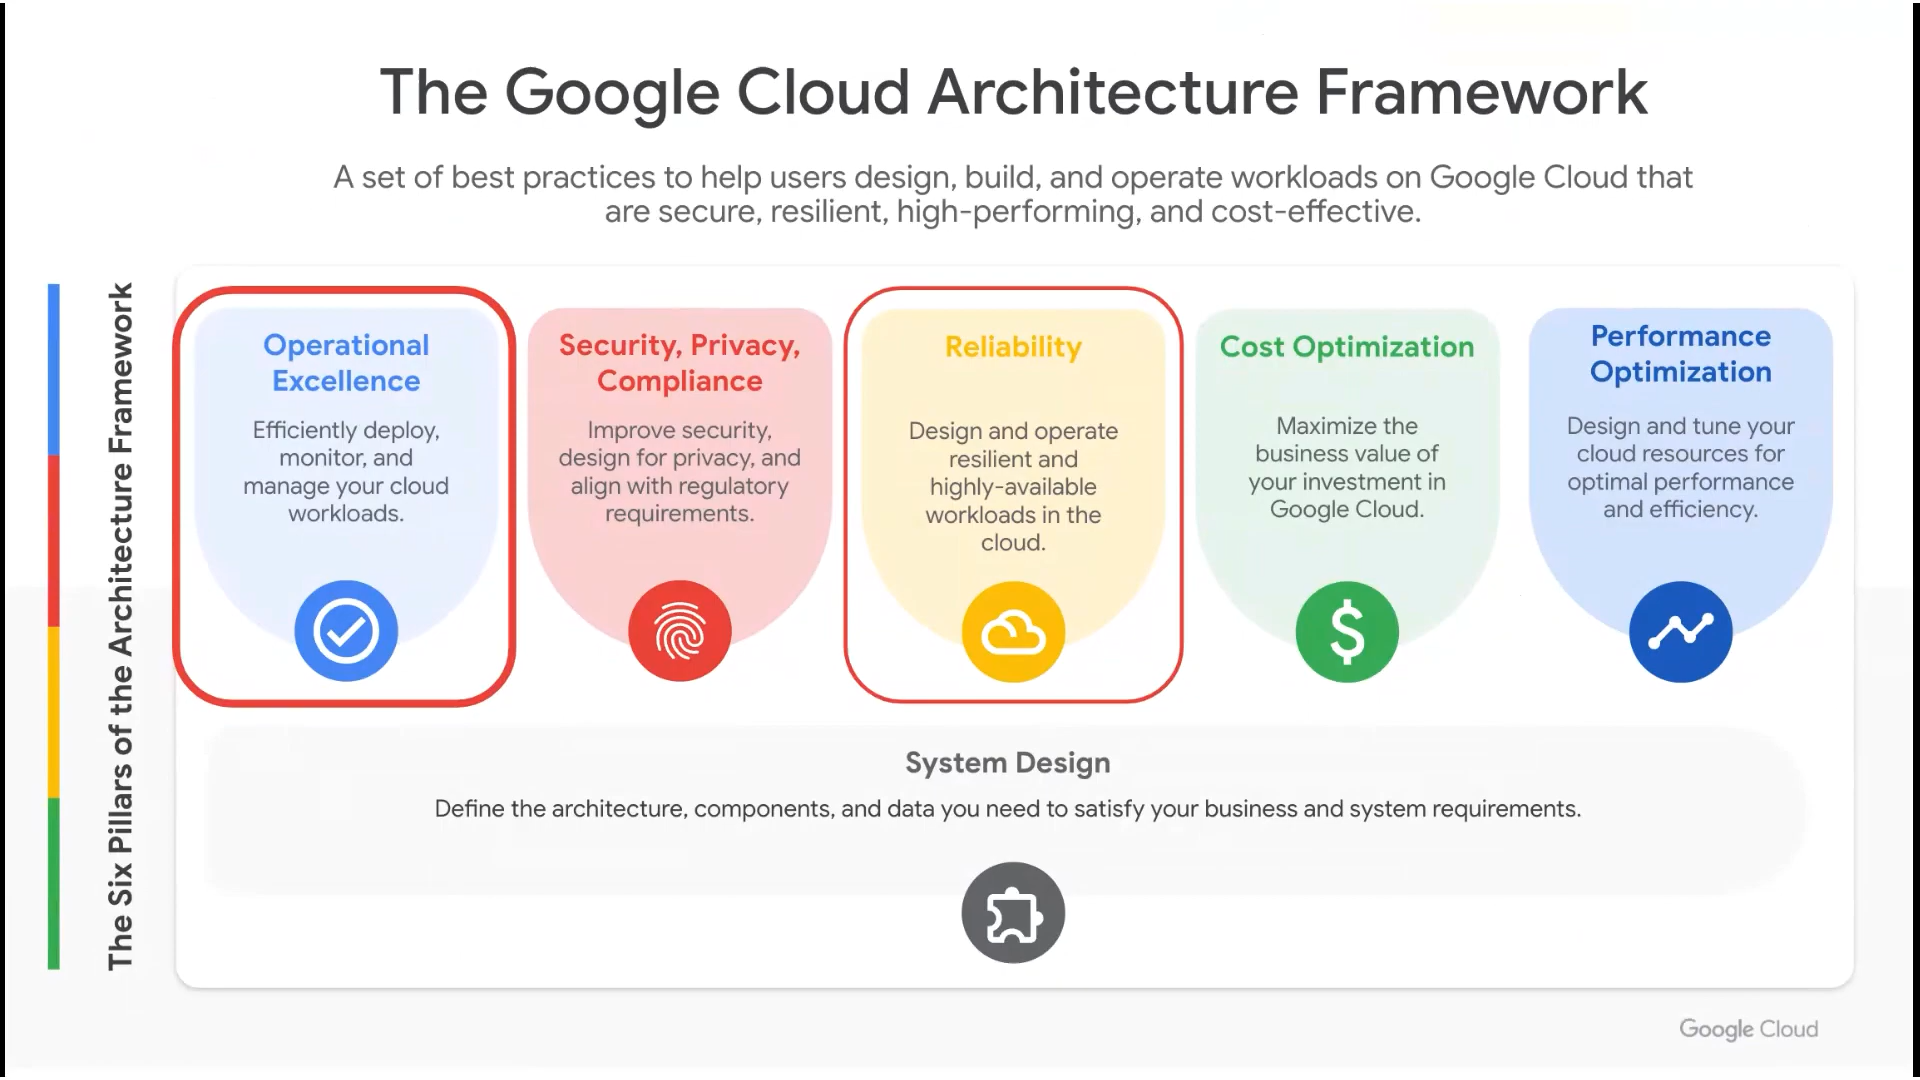 The Google Cloud Architecture Framework
A set of best practices to help users design, build, and operate workloads on Google Cloud that
are secure, resilient, high-performing, and cost-effective.
The Six Pillars of the Architecture Framework
Operational
Excellence
Efficiently deploy,
monitor, and
manage your cloud
workloads.
Security, Privacy,
Compliance
Improve security,
design for privacy, and
align with regulatory
requirements.
Reliability
Design and operate
resilient and
highly-available
workloads in the
cloud.
Cost Optimization
Maximize the
business value of
your investment in
Google Cloud.
$
Performance
Optimization
Design and tune your
cloud resources for
optimal performance
and efficiency.
System Design
Define the architecture, components, and data you need to satisfy your business and system requirements.
Google Cloud